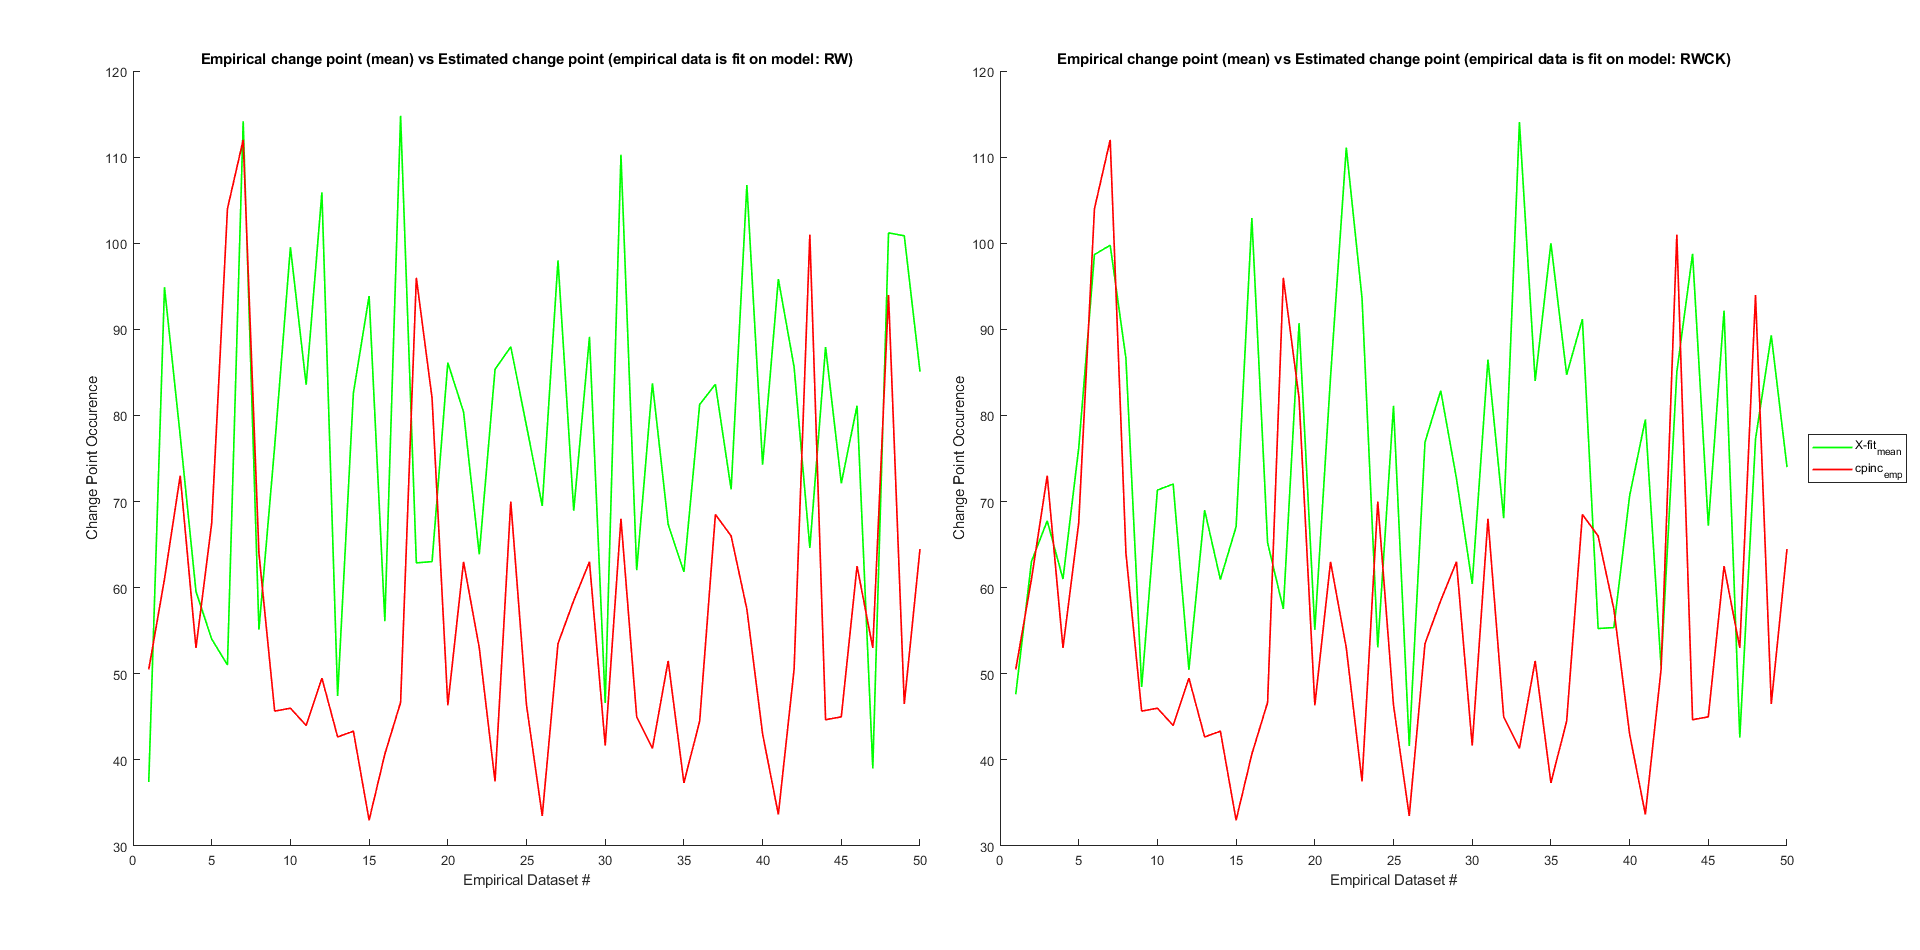 Empirical change point (mean) vs Estimated change point (empirical data is fit on model: RW)
120
110
100
90
80
70
60
50
40
30
Change Point Occurence
0 5 10 15 20 25 30 35 40 45 50
Empirical Dataset #
Empirical change point (mean) vs Estimated change point (empirical data is fit on model: RWCK)
120
110
100
90
80
70
60
50
40
30
Change Point Occurence
0 5 10 15 20 25 30 35 40 45 50
Empirical Dataset #
X-fit mean
cpinc emp